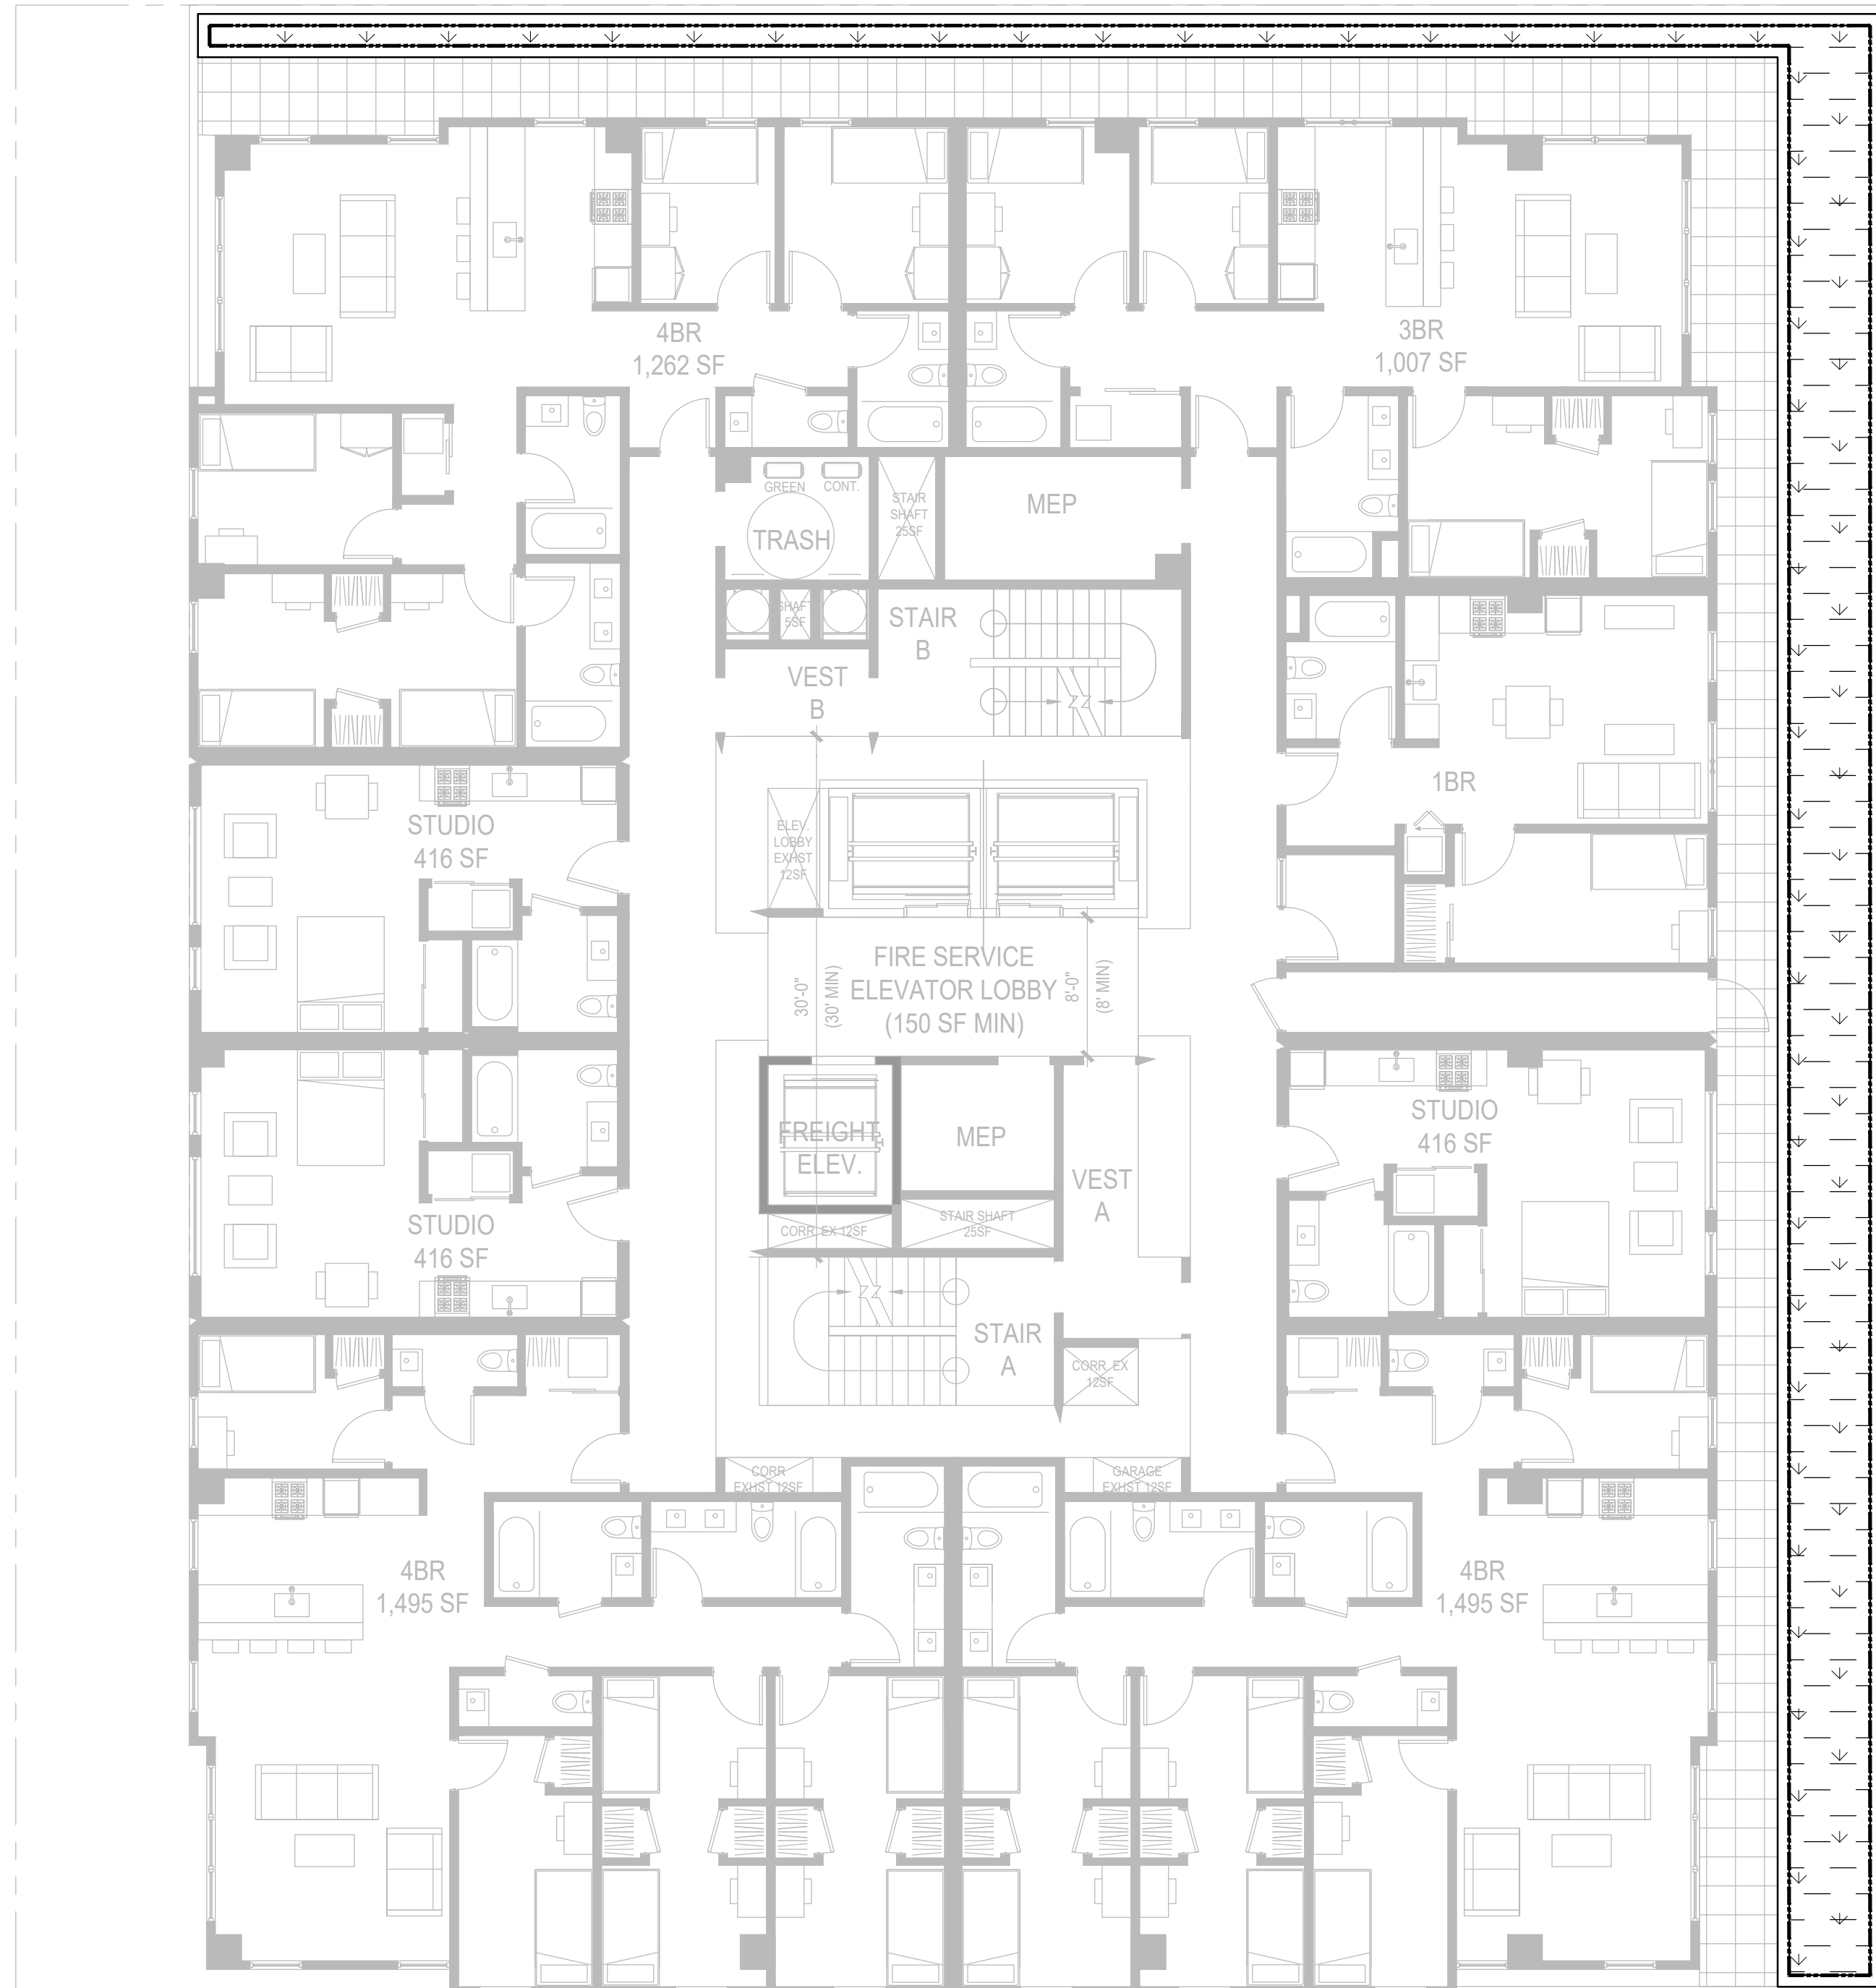 4BR
1,262 SF
3BR
1,007 SF
GREEN
CONT.
TRASH
STAIR
SHAFT
25SF
MEP
SHAF
5SF
STAIR
B
VEST
B
1BR
STUDIO
416 SF
ELEV.
LOBBY
EXHST
12SF
FIRE SERVICE
ELEVATOR LOBBY
(150 SF MIN)
30'-0"
(30' MIN)
8'-0"
(8' MIN)
STUDIO
416 SF
FREIGHT
ELEV.
MEP
VEST
A
STUDIO
416 SF
CORR. EX 12SF
STAIR SHAFT
25SF
STAIR
A
CORR. EX
12SF
CORR
EXHST 12SF
GARAGE
EXHST 12SF
4BR
1,495 SF
4BR
1,495 SF